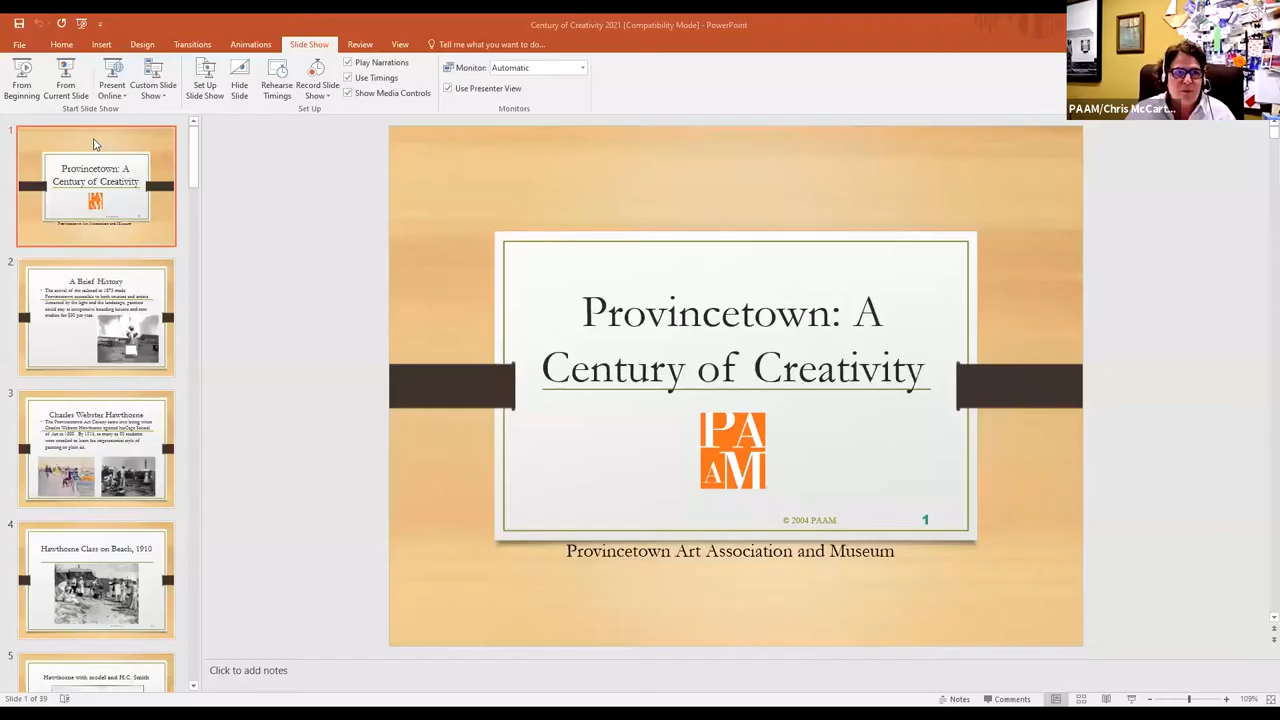 Century of Creativity 2021 [Compatibility Mode] - PowerPoint
File Home Insert Design Transitions Animations Slide Show Review View Tell me what you want to do...
From Beginning
From Current Slide
Present Online
Custom Slide Show
Set Up Slide Show
Hide Slide
Rehearse Timings
Record Slide Show
Play Narrations
Use Timings
Show Media Controls
Monitor: Automatic
Use Presenter View
Start Slide Show
Set Up
Monitors
PAAM/Chris McCart...
1
Provincetown: A
Century of Creativity
Provincetown Art Association and Museum
2
A Brief History
3
Charles Webster Hawthorne
4
Hawthorne Class on Beach, 1910
5
Hawthorne with model and H.C. Smith
Provincetown: A
Century of Creativity
PA
AM
© 2004 PAAM 1
Provincetown Art Association and Museum
Click to add notes
Slide 1 of 39
Notes Comments 109%